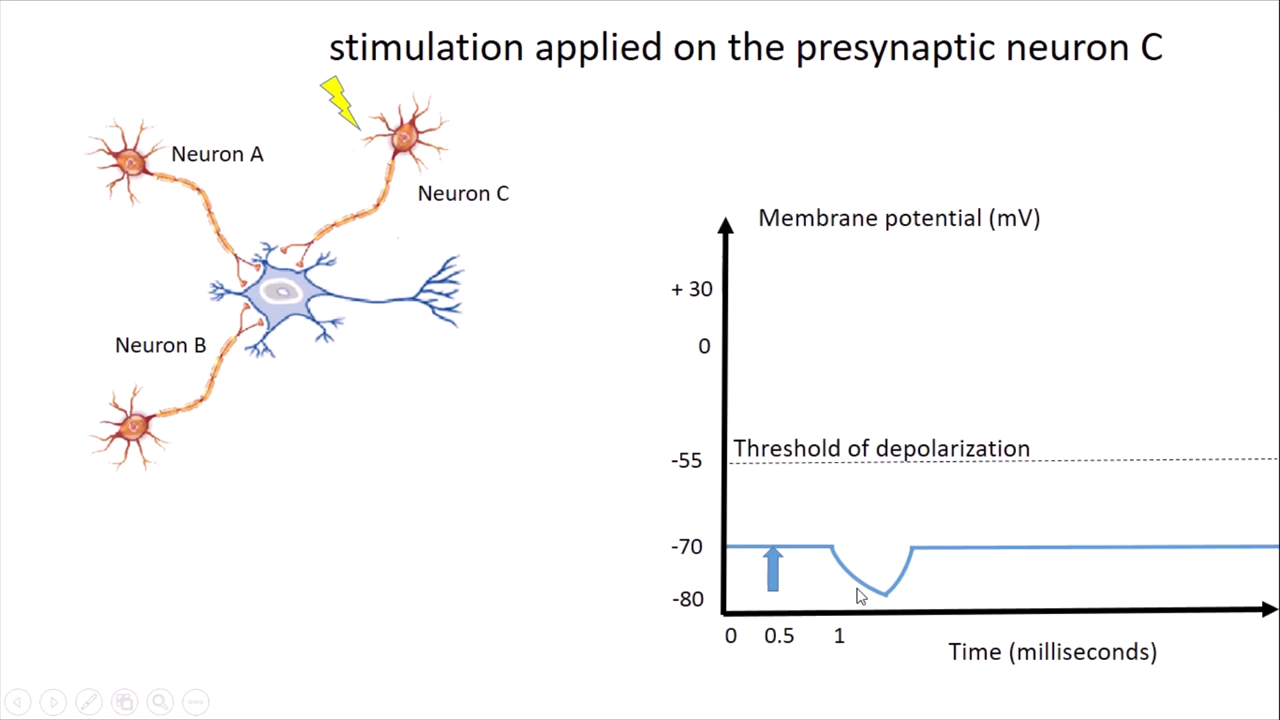 stimulation applied on the presynaptic neuron C
Neuron A
Neuron C
Neuron B
Membrane potential (mV)
+ 30
0
Threshold of depolarization
-55
-70
-80
0 0.5 1
Time (milliseconds)